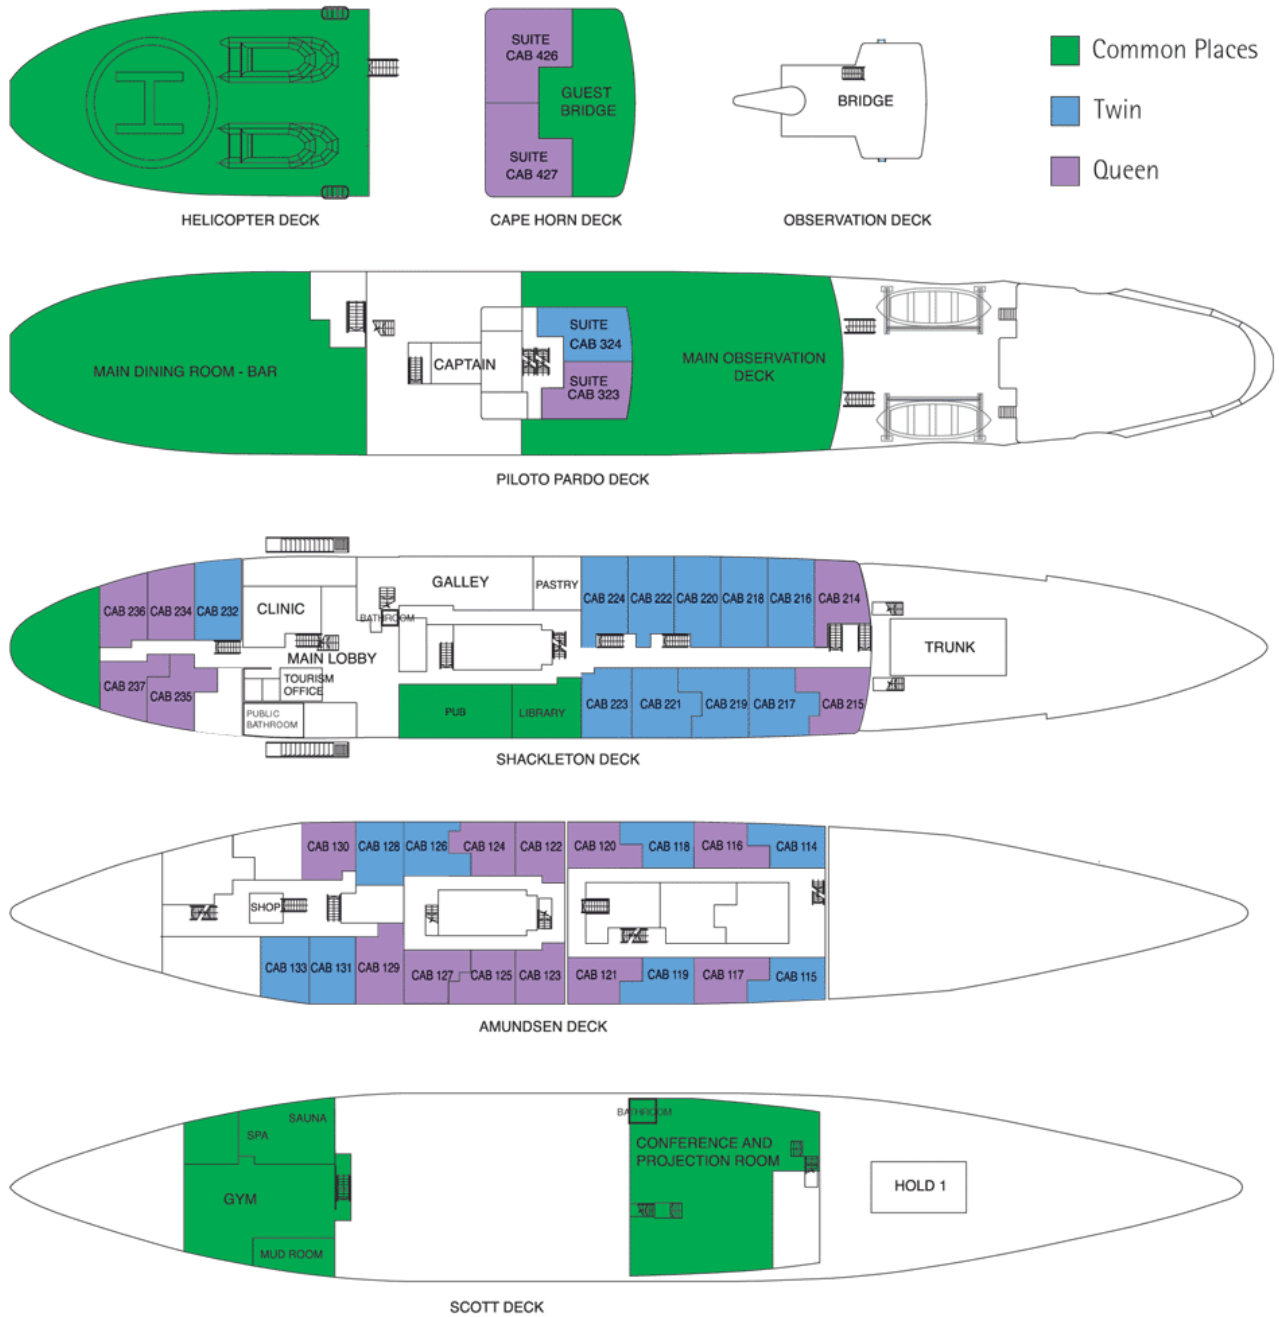 SUITE
CAB 426
GUEST
BRIDGE
SUITE
CAB 427
BRIDGE
Common Places
Twin
Queen
HELICOPTER DECK
CAPE HORN DECK
OBSERVATION DECK
MAIN DINING ROOM - BAR
CAPTAIN
SUITE
CAB 324
SUITE
CAB 323
MAIN OBSERVATION
DECK
PILOTO PARDO DECK
CAB 236
CAB 234
CAB 232
CLINIC
BATHROOM
GALLEY
PASTRY
CAB 224
CAB 222
CAB 220
CAB 218
CAB 216
CAB 214
MAIN LOBBY
TRUNK
CAB 237
CAB 235
TOURISM
OFFICE
PUBLIC
BATHROOM
PUB
LIBRARY
CAB 223
CAB 221
CAB 219
CAB 217
CAB 215
SHACKLETON DECK
CAB 130
CAB 128
CAB 126
CAB 124
CAB 122
CAB 120
CAB 118
CAB 116
CAB 114
SHOP
CAB 133
CAB 131
CAB 129
CAB 127
CAB 125
CAB 123
CAB 121
CAB 119
CAB 117
CAB 115
AMUNDSEN DECK
SAUNA
SPA
GYM
MUD ROOM
BATHROOM
CONFERENCE AND
PROJECTION ROOM
HOLD 1
SCOTT DECK